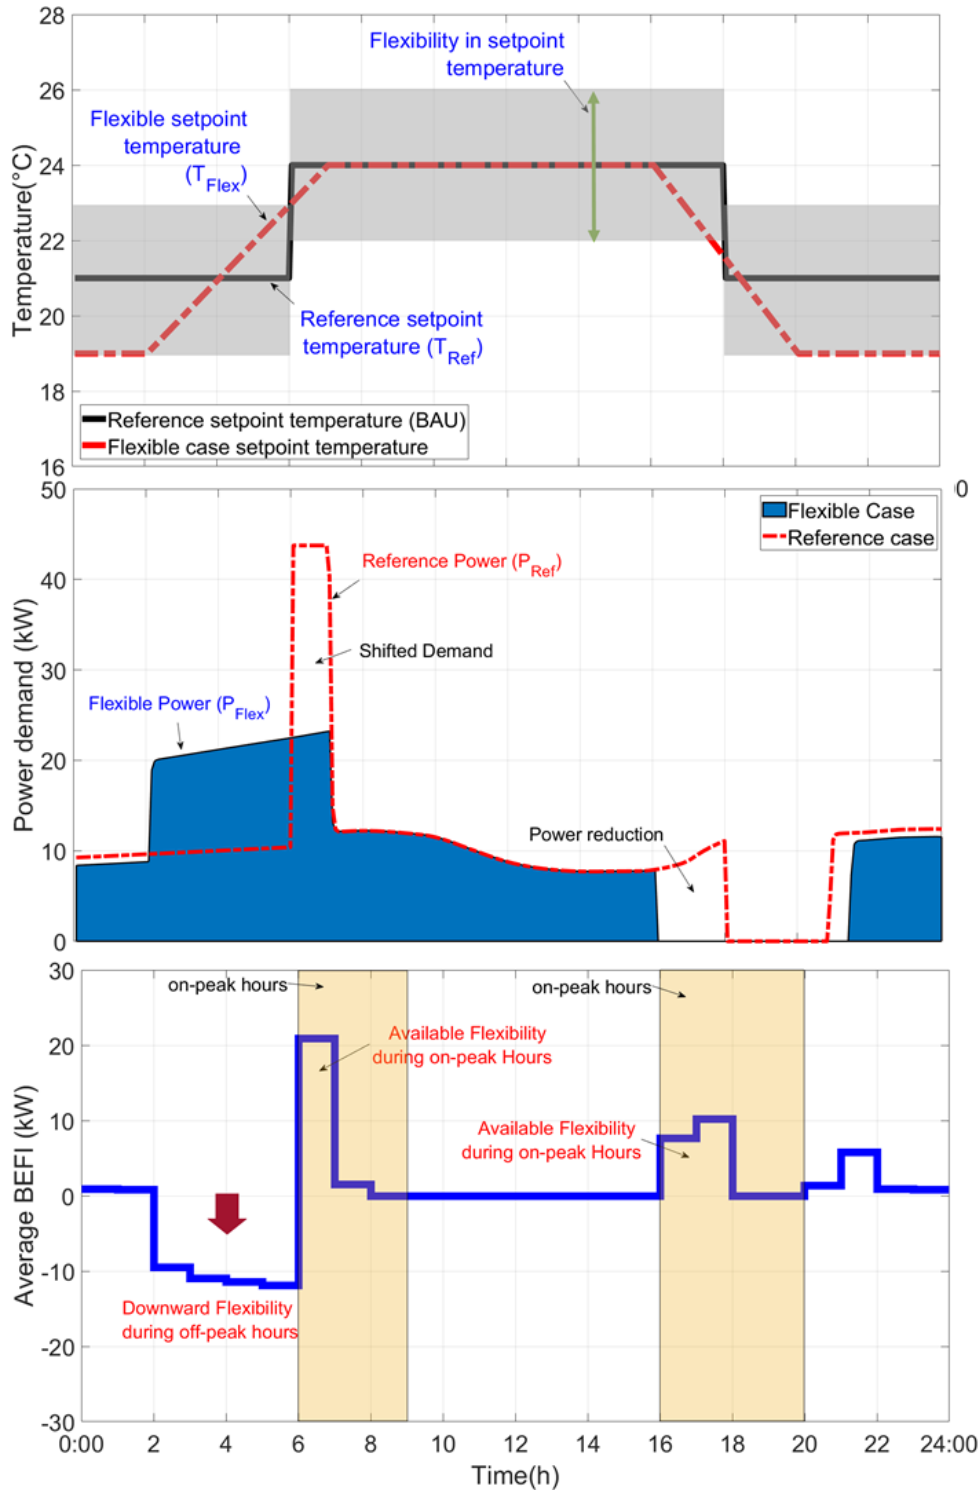 28
26
24
22
20
18
16
Temperature(°C)
Flexibility in setpoint
temperature
Flexible setpoint
temperature
(T_Flex)
Reference setpoint
temperature (T_Ref)
Reference setpoint temperature (BAU)
Flexible case setpoint temperature
50
40
30
20
10
0
0
Power demand (kW)
Flexible Case
Reference case
Reference Power (P_Ref)
Shifted Demand
Flexible Power (P_Flex)
Power reduction
30
20
10
0
-10
-20
-30
Average BEFI (kW)
on-peak hours
on-peak hours
Available Flexibility
during on-peak Hours
Available Flexibility
during on-peak Hours
Downward Flexibility
during off-peak hours
0:00 2 4 6 8 10 12 14 16 18 20 22 24:00
Time(h)